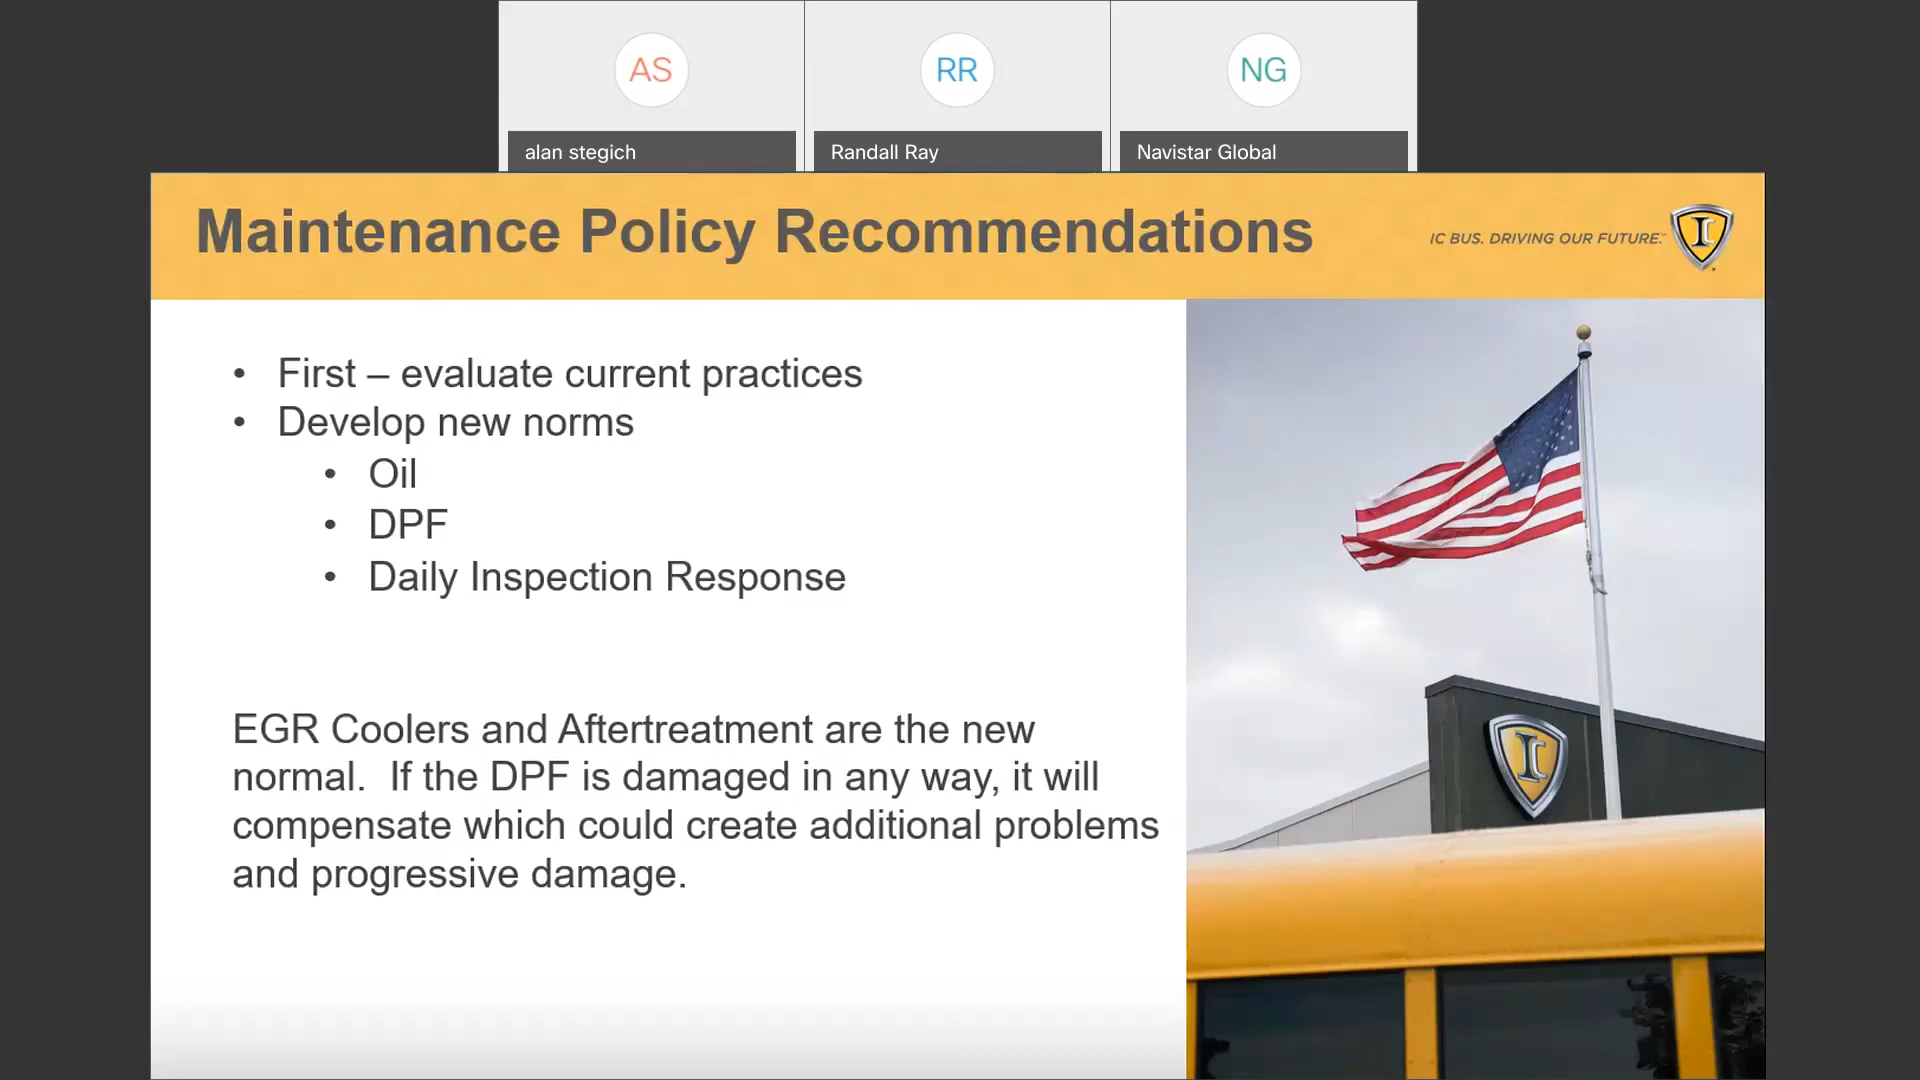 AS
RR
NG
alan stegich
Randall Ray
Navistar Global
Maintenance Policy Recommendations
IC BUS. DRIVING OUR FUTURE.™
• First – evaluate current practices
• Develop new norms
• Oil
• DPF
• Daily Inspection Response
EGR Coolers and Aftertreatment are the new
normal.  If the DPF is damaged in any way, it will
compensate which could create additional problems
and progressive damage.